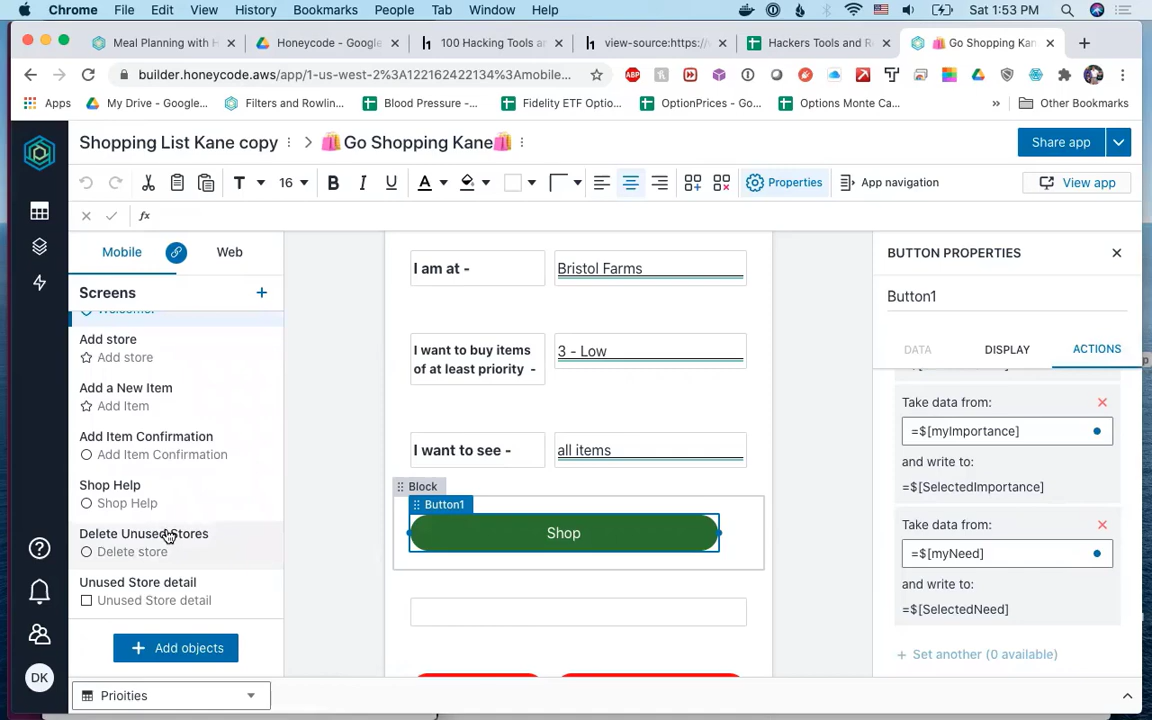 Chrome File Edit View History Bookmarks People Tab Window Help Sat 1:53 PM
Meal Planning with H Honeycode - Google 100 Hacking Tools an view-source:https:// Hackers Tools and R Go Shopping Kan
builder.honeycode.aws/app/1-us-west-2%3A122162422134%3Amobile... ABP
Apps My Drive - Google... Filters and Rowlin... Blood Pressure -... Fidelity ETF Optio... OptionPrices - Go... Options Monte Ca... » Other Bookmarks
Shopping List Kane copy > 🛍️Go Shopping Kane🛍️ Share app
T 16 B I U A Properties App navigation View app
fx
Mobile Web
Screens +
Welcome!
Add store
Add store
Add a New Item
Add Item
Add Item Confirmation
Add Item Confirmation
Shop Help
Shop Help
Delete Unused Stores
Delete store
Unused Store detail
Unused Store detail
+ Add objects
DK
Prioities
I am at - Bristol Farms
I want to buy items
of at least priority - 3 - Low
I want to see - all items
Block
Button1
Shop
BUTTON PROPERTIES
Button1
DATA DISPLAY ACTIONS
Take data from:
=$[myImportance]
and write to:
=$[SelectedImportance]
Take data from:
=$[myNeed]
and write to:
=$[SelectedNeed]
+ Set another (0 available)